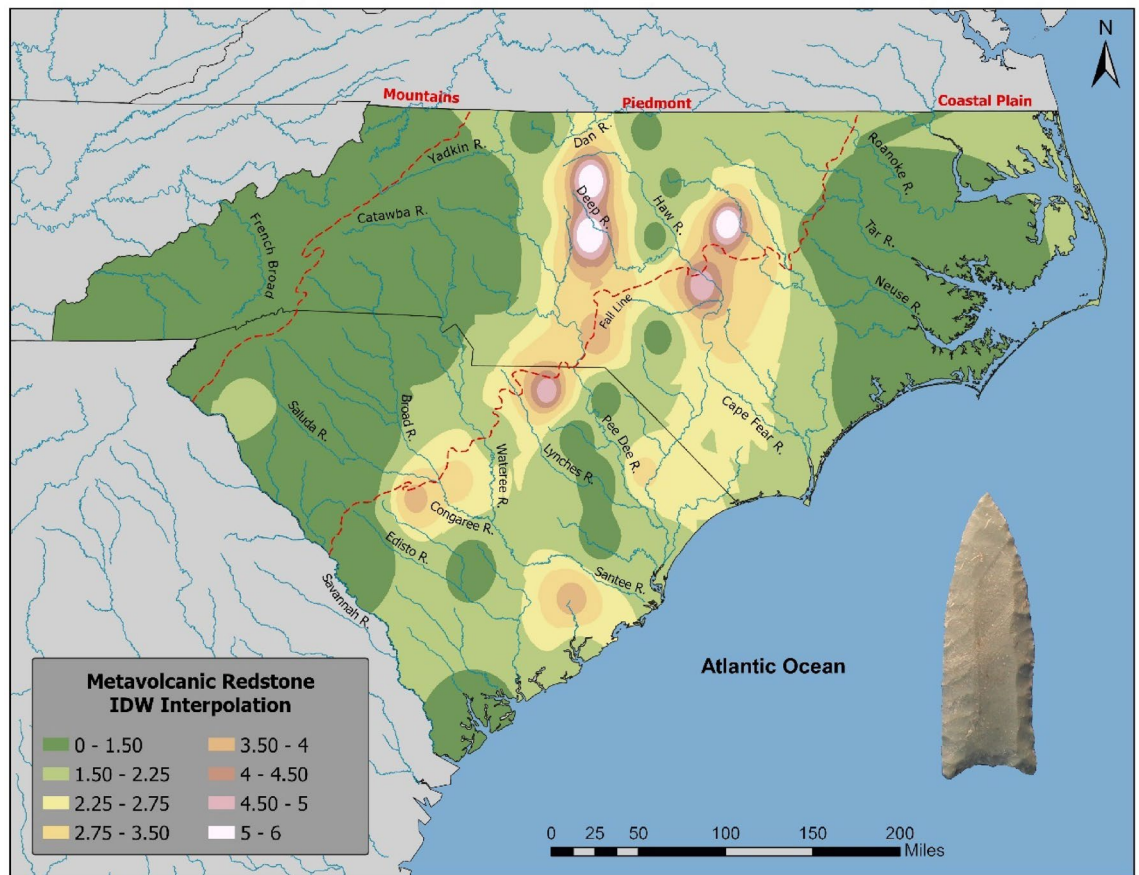 N
Mountains
Piedmont
Coastal Plain
Dan R.
Yadkin R.
Roanoke R.
Deep R.
Haw R.
Catawba R.
French Broad
Tar R.
Neuse R.
Fall Line
Saluda R.
Broad R.
Wateree R.
Lynches R.
Pee Dee R.
Cape Fear R.
Congaree R.
Edisto R.
Santee R.
Savannah R.
Atlantic Ocean
Metavolcanic Redstone
IDW Interpolation
0 - 1.50
1.50 - 2.25
2.25 - 2.75
2.75 - 3.50
3.50 - 4
4 - 4.50
4.50 - 5
5 - 6
0 25 50 100 150 200
Miles